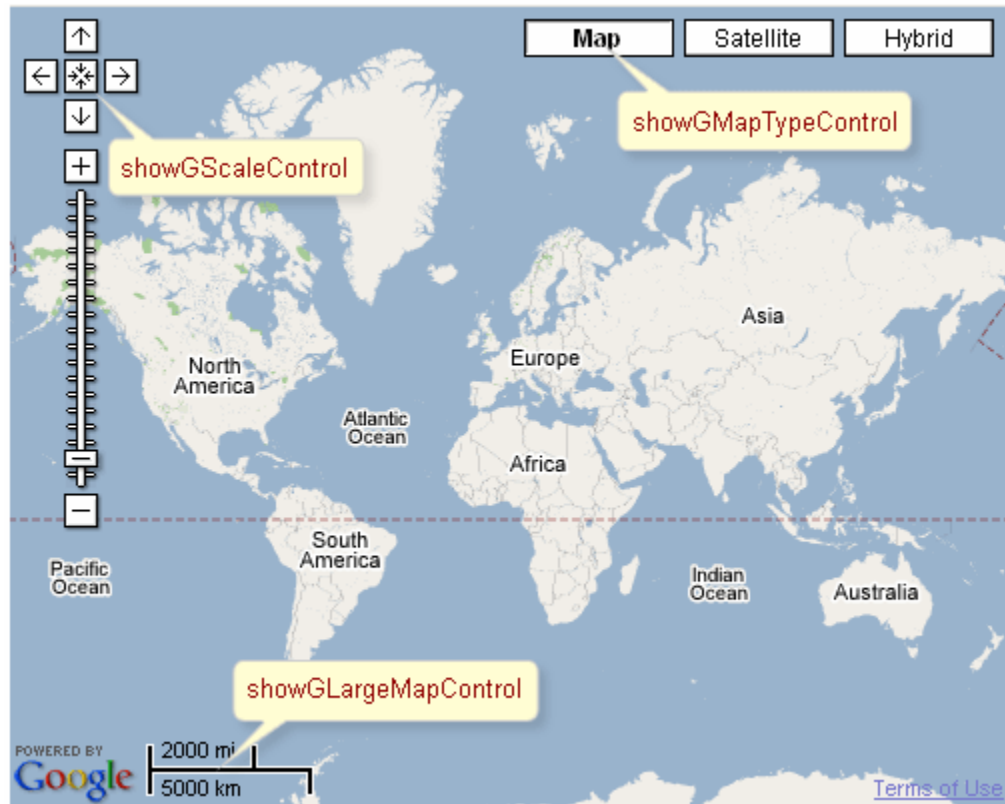 Map
Satellite
Hybrid
showGMapTypeControl
showGScaleControl
Asia
Europe
North
America
Atlantic
Ocean
Africa
South
America
Pacific
Ocean
Indian
Ocean
Australia
showGLargeMapControl
POWERED BY
Google
2000 mi
5000 km
Terms of Use